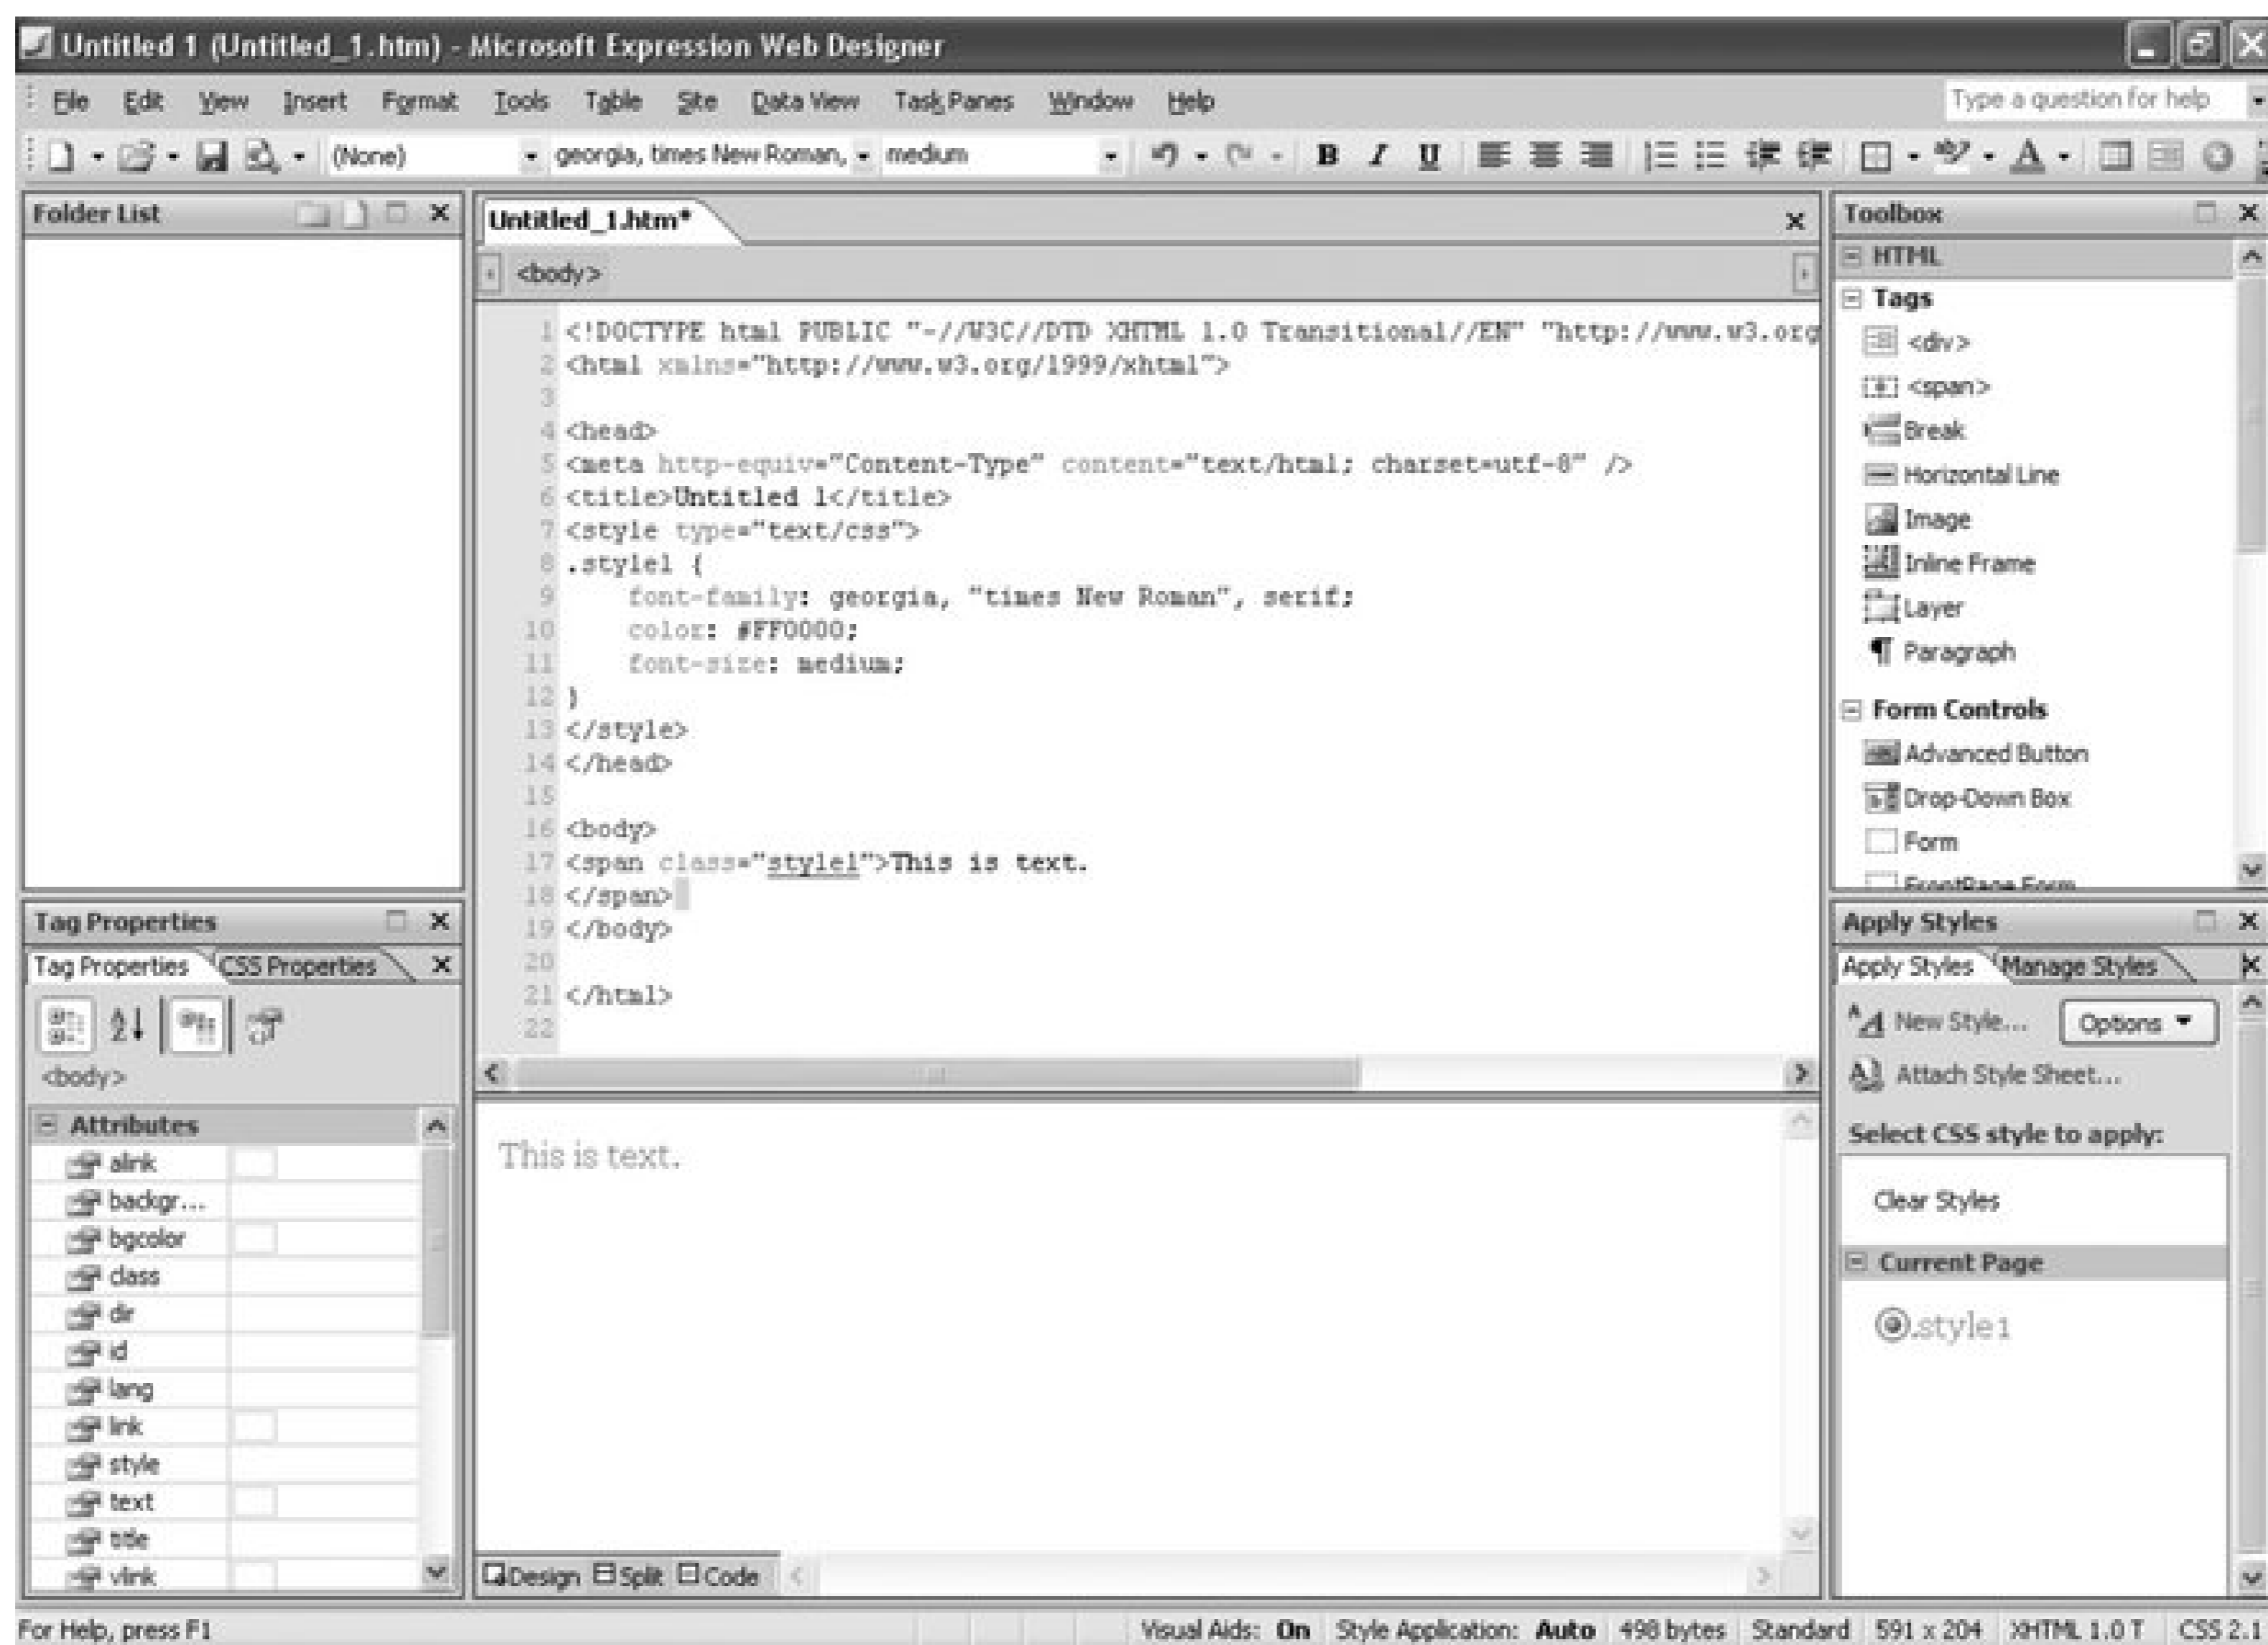 Untitled 1 (Untitled_1.htm) - Microsoft Expression Web Designer
File Edit View Insert Format Tools Table Site Data View Task Panes Window Help Type a question for help
(None) georgia, times New Roman, medium B I U A
Folder List
Untitled_1.htm*
<body>
1 <!DOCTYPE html PUBLIC "-//W3C//DTD XHTML 1.0 Transitional//EN" "http://www.w3.org
2 <html xmlns="http://www.w3.org/1999/xhtml">
3
4 <head>
5 <meta http-equiv="Content-Type" content="text/html; charset=utf-8" />
6 <title>Untitled 1</title>
7 <style type="text/css">
8 .style1 {
9 font-family: georgia, "times New Roman", serif;
10 color: #FF0000;
11 font-size: medium;
12 }
13 </style>
14 </head>
15
16 <body>
17 <span class="style1">This is text.
18 </span>
19 </body>
20
21 </html>
22
This is text.
Design Split Code
Tag Properties
Tag Properties CSS Properties
<body>
Attributes
alink
backgr...
bgcolor
class
dir
id
lang
link
style
text
title
vlink
Toolbox
HTML
Tags
<div>
<span>
Break
Horizontal Line
Image
Inline Frame
Layer
Paragraph
Form Controls
Advanced Button
Drop-Down Box
Form
FrontPage Form
Apply Styles
Apply Styles Manage Styles
New Style... Options
Attach Style Sheet...
Select CSS style to apply:
Clear Styles
Current Page
.style1
For Help, press F1 Visual Aids: On Style Application: Auto 498 bytes Standard 591 x 204 XHTML 1.0 T CSS 2.1